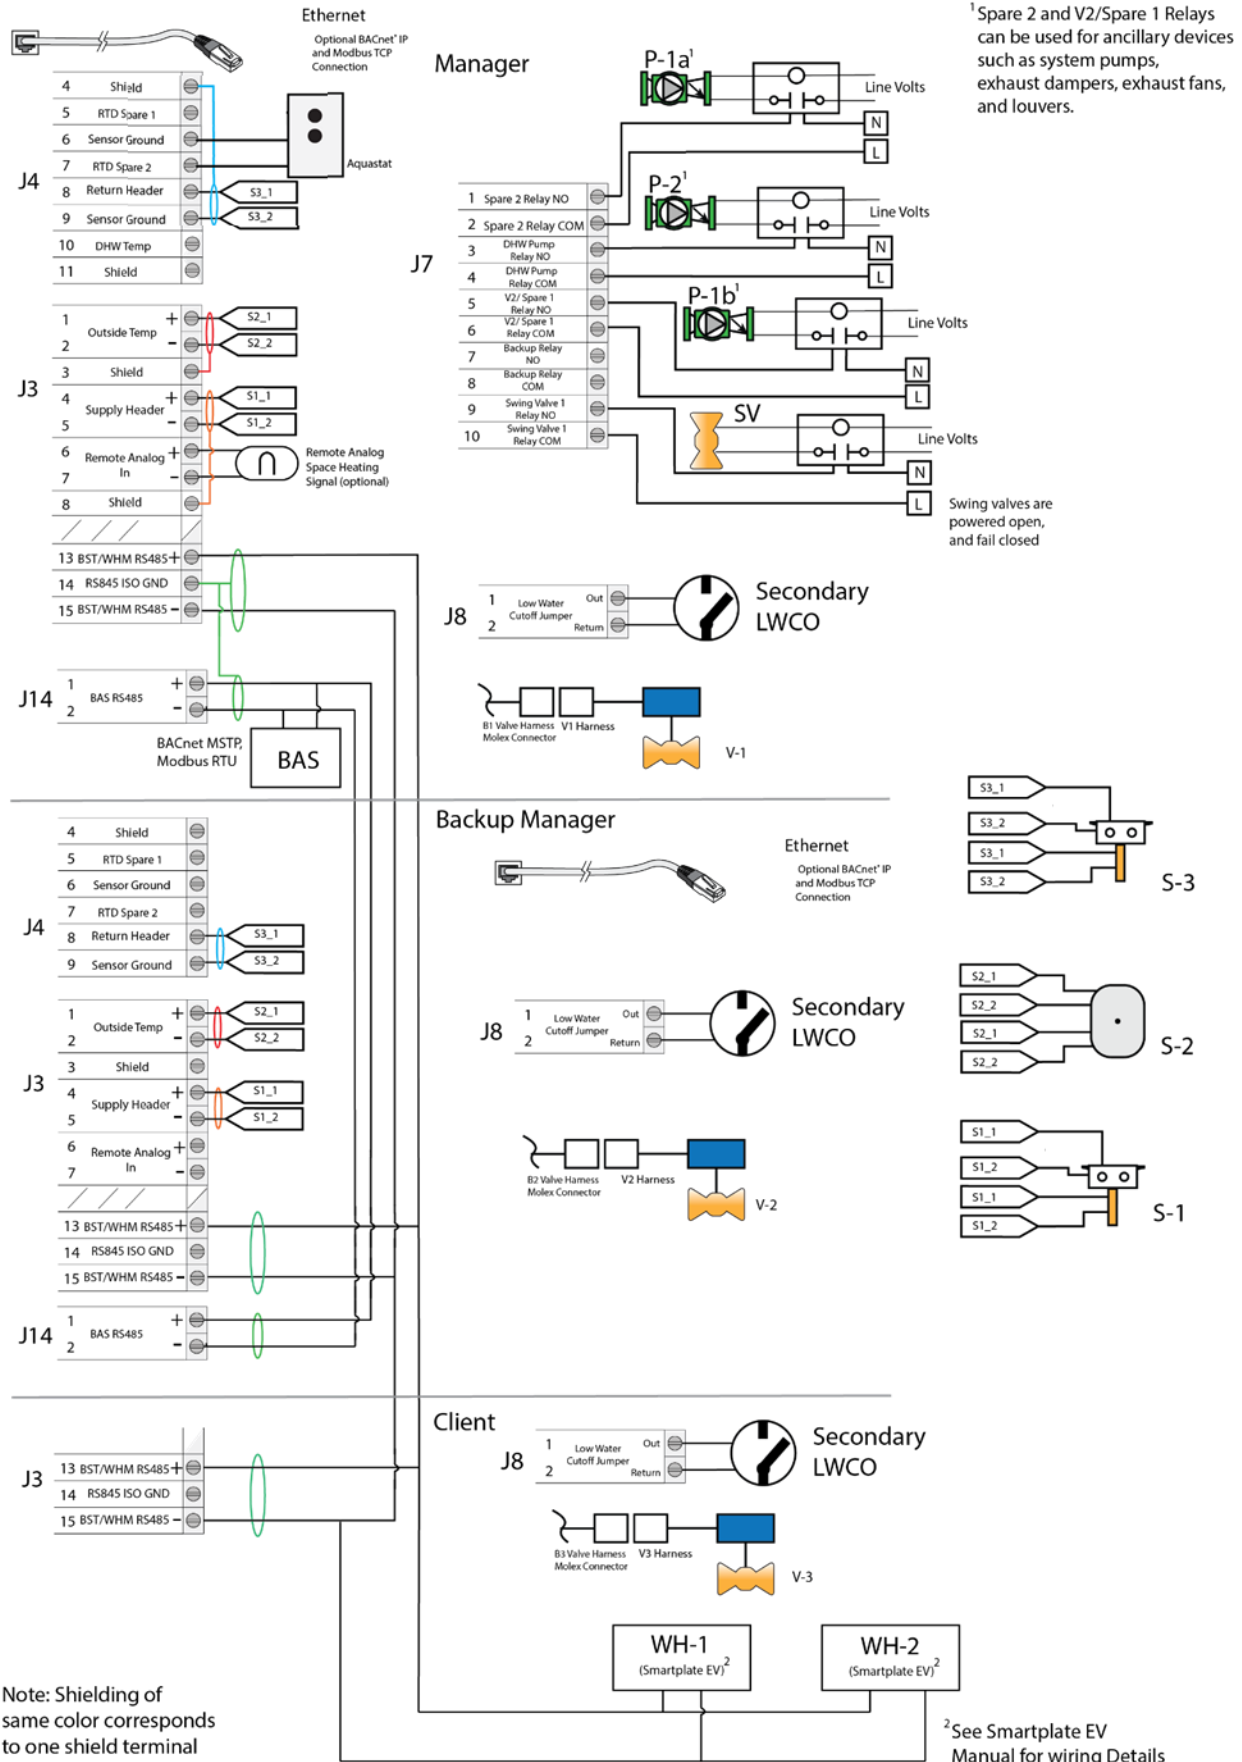 Ethernet
Optional BACnet® IP
and Modbus TCP
Connection
Manager
¹ Spare 2 and V2/Spare 1 Relays
can be used for ancillary devices
such as system pumps,
exhaust dampers, exhaust fans,
and louvers.
J4
4 Shield
5 RTD Spare 1
6 Sensor Ground
7 RTD Spare 2
8 Return Header
9 Sensor Ground
10 DHW Temp
11 Shield
Aquastat
S3_1
S3_2
J3
1 Outside Temp +
2 -
3 Shield
4 Supply Header +
5 -
6 Remote Analog In +
7 -
8 Shield
S2_1
S2_2
S1_1
S1_2
Remote Analog
Space Heating
Signal (optional)
13 BST/WHM RS485 +
14 RS845 ISO GND
15 BST/WHM RS485 -
J14
1 BAS RS485 +
2 -
BACnet MSTP,
Modbus RTU
BAS
J7
1 Spare 2 Relay NO
2 Spare 2 Relay COM
3 DHW Pump Relay NO
4 DHW Pump Relay COM
5 V2/ Spare 1 Relay NO
6 V2/ Spare 1 Relay COM
7 Backup Relay NO
8 Backup Relay COM
9 Swing Valve 1 Relay NO
10 Swing Valve 1 Relay COM
P-1a¹
Line Volts
N
L
P-2¹
Line Volts
N
L
P-1b¹
Line Volts
N
L
SV
Line Volts
N
L
Swing valves are
powered open,
and fail closed
J8
1 Low Water Cutoff Jumper Out
2 Return
Secondary
LWCO
B1 Valve Harness
Molex Connector
V1 Harness
V-1
Backup Manager
Ethernet
Optional BACnet® IP
and Modbus TCP
Connection
J4
4 Shield
5 RTD Spare 1
6 Sensor Ground
7 RTD Spare 2
8 Return Header
9 Sensor Ground
S3_1
S3_2
J3
1 Outside Temp +
2 -
3 Shield
4 Supply Header +
5 -
6 Remote Analog In +
7 -
S2_1
S2_2
S1_1
S1_2
13 BST/WHM RS485 +
14 RS845 ISO GND
15 BST/WHM RS485 -
J14
1 BAS RS485 +
2 -
J8
1 Low Water Cutoff Jumper Out
2 Return
Secondary
LWCO
B2 Valve Harness
Molex Connector
V2 Harness
V-2
S3_1
S3_2
S3_1
S3_2
S-3
S2_1
S2_2
S2_1
S2_2
S-2
S1_1
S1_2
S1_1
S1_2
S-1
Client
J3
13 BST/WHM RS485 +
14 RS845 ISO GND
15 BST/WHM RS485 -
J8
1 Low Water Cutoff Jumper Out
2 Return
Secondary
LWCO
B3 Valve Harness
Molex Connector
V3 Harness
V-3
WH-1
(Smartplate EV)²
WH-2
(Smartplate EV)²
Note: Shielding of
same color corresponds
to one shield terminal
² See Smartplate EV
Manual for wiring Details